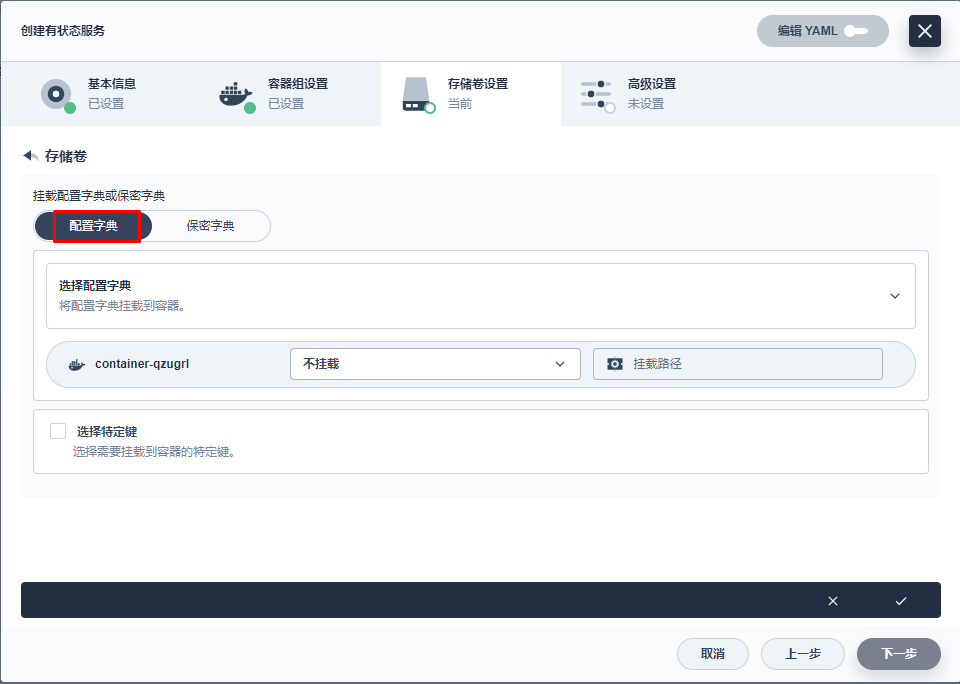 创建有状态服务
编辑 YAML
基本信息
已设置
容器组设置
已设置
存储卷设置
当前
高级设置
未设置
存储卷
挂载配置字典或保密字典
配置字典
保密字典
选择配置字典
将配置字典挂载到容器。
container-qzugrl
不挂载
挂载路径
选择特定键
选择需要挂载到容器的特定键。
取消
上一步
下一步